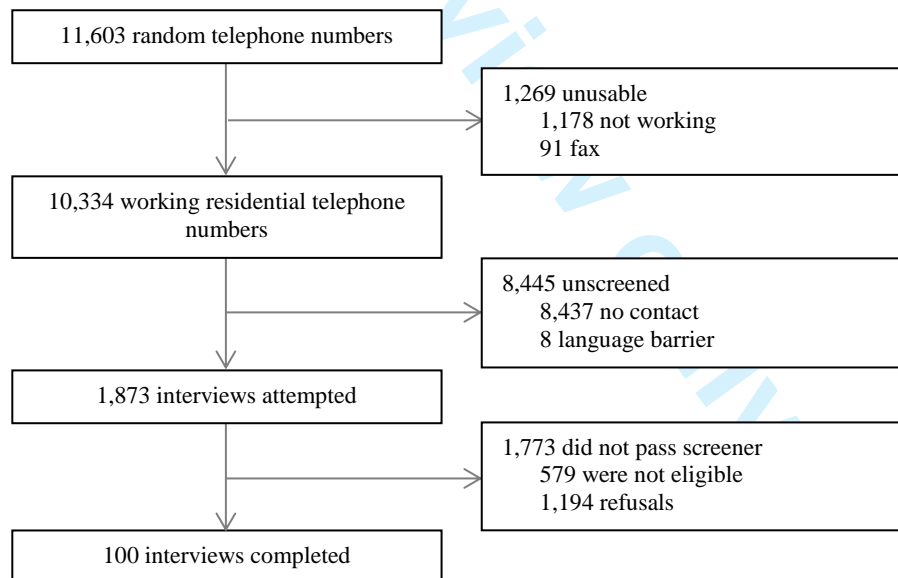 11,603 random telephone numbers
1,269 unusable
1,178 not working
91 fax
10,334 working residential telephone
numbers
8,445 unscreened
8,437 no contact
8 language barrier
1,873 interviews attempted
1,773 did not pass screener
579 were not eligible
1,194 refusals
100 interviews completed